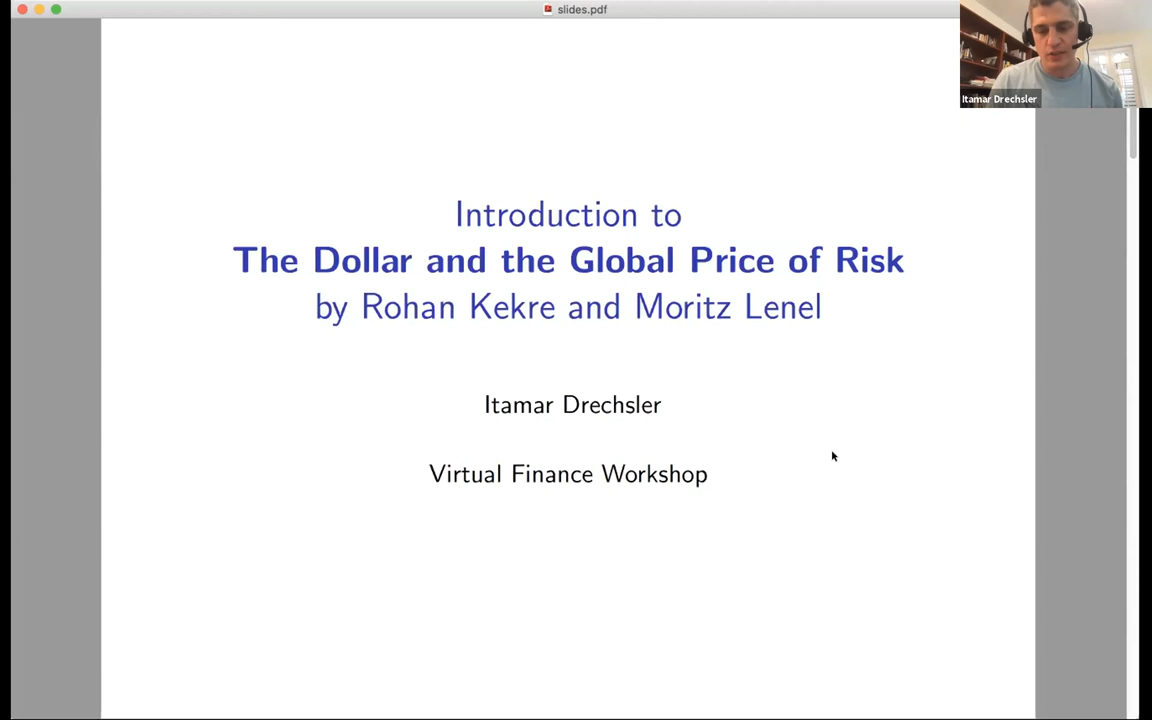 slides.pdf
Itamar Drechsler
Introduction to
The Dollar and the Global Price of Risk
by Rohan Kekre and Moritz Lenel
Itamar Drechsler
Virtual Finance Workshop